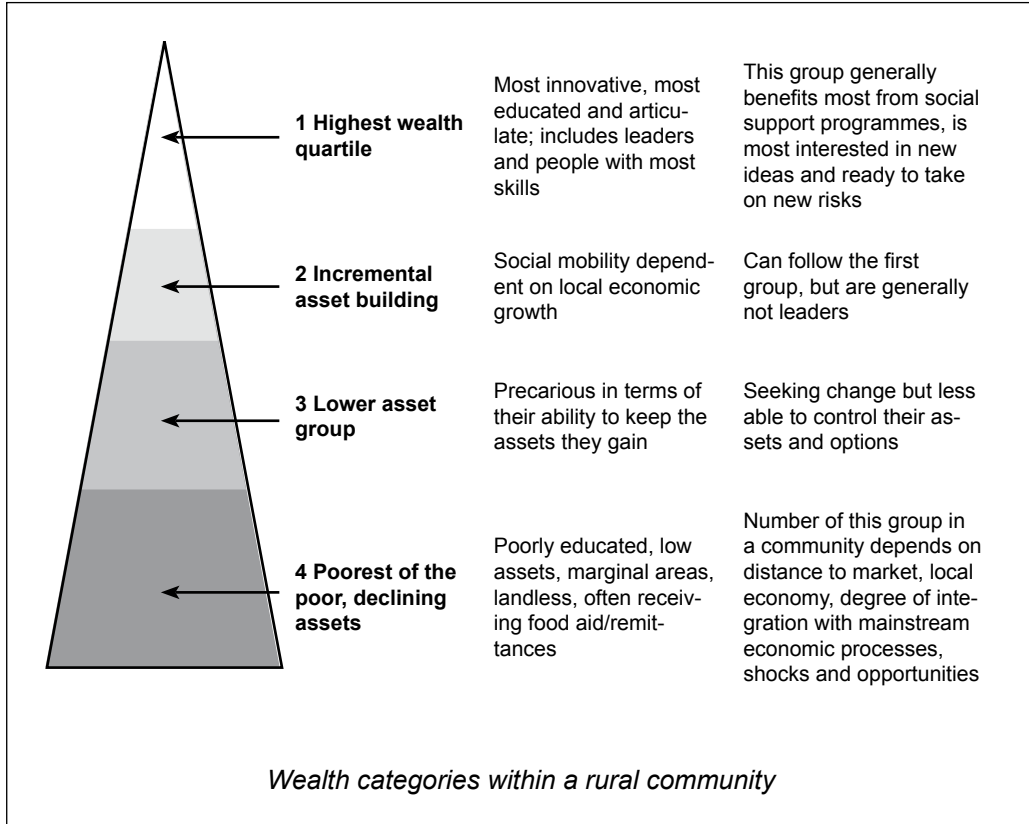 1 Highest wealth
quartile
Most innovative, most
educated and articu-
late; includes leaders
and people with most
skills
This group generally
benefits most from social
support programmes, is
most interested in new
ideas and ready to take
on new risks
2 Incremental
asset building
Social mobility depend-
ent on local economic
growth
Can follow the first
group, but are generally
not leaders
3 Lower asset
group
Precarious in terms of
their ability to keep the
assets they gain
Seeking change but less
able to control their as-
sets and options
4 Poorest of the
poor, declining
assets
Poorly educated, low
assets, marginal areas,
landless, often receiv-
ing food aid/remit-
tances
Number of this group in
a community depends on
distance to market, local
economy, degree of inte-
gration with mainstream
economic processes,
shocks and opportunities
Wealth categories within a rural community